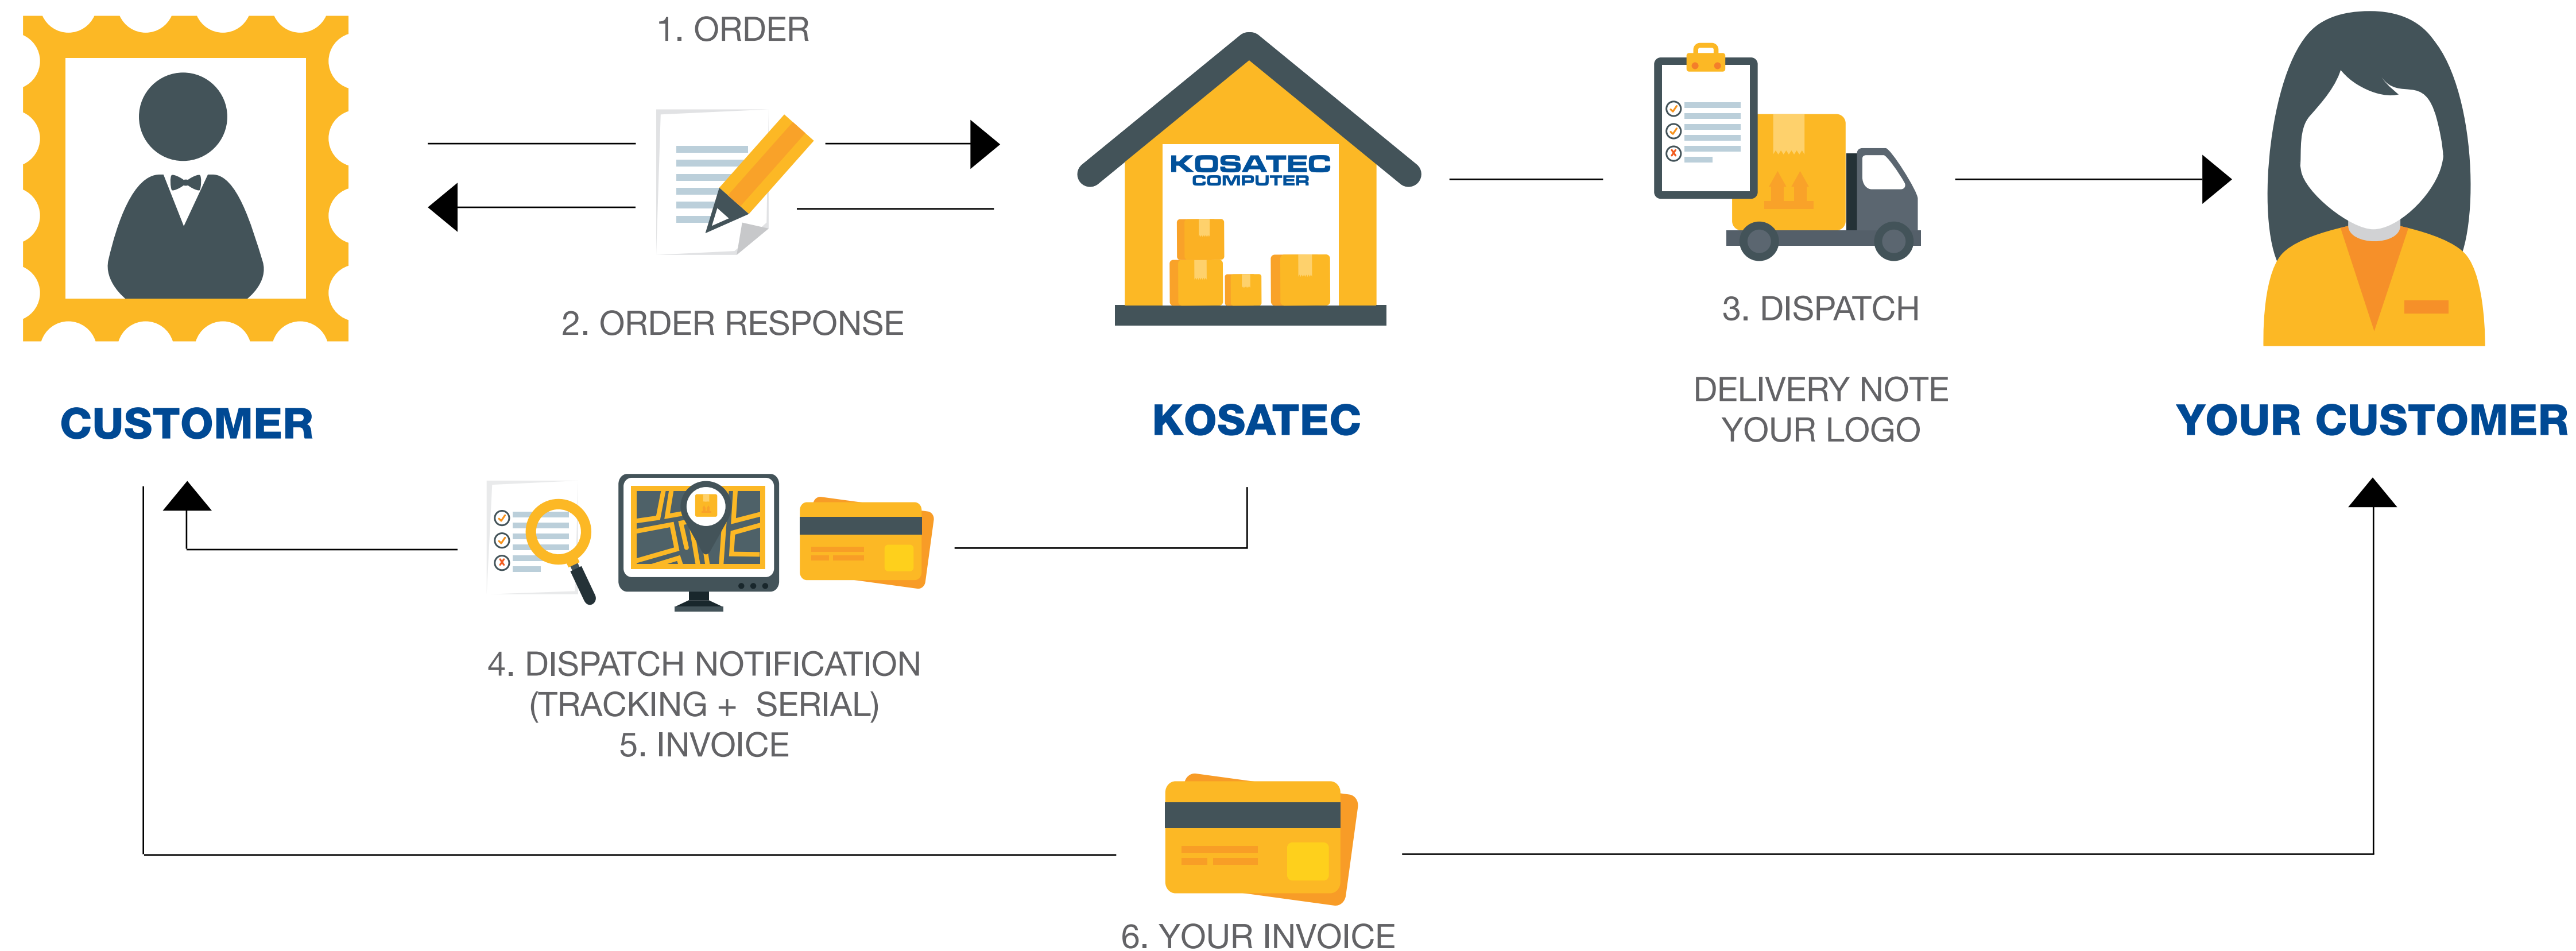 1. ORDER
KOSATEC
COMPUTER
2. ORDER RESPONSE
3. DISPATCH
DELIVERY NOTE
YOUR LOGO
CUSTOMER
KOSATEC
YOUR CUSTOMER
4. DISPATCH NOTIFICATION
(TRACKING + SERIAL)
5. INVOICE
6. YOUR INVOICE